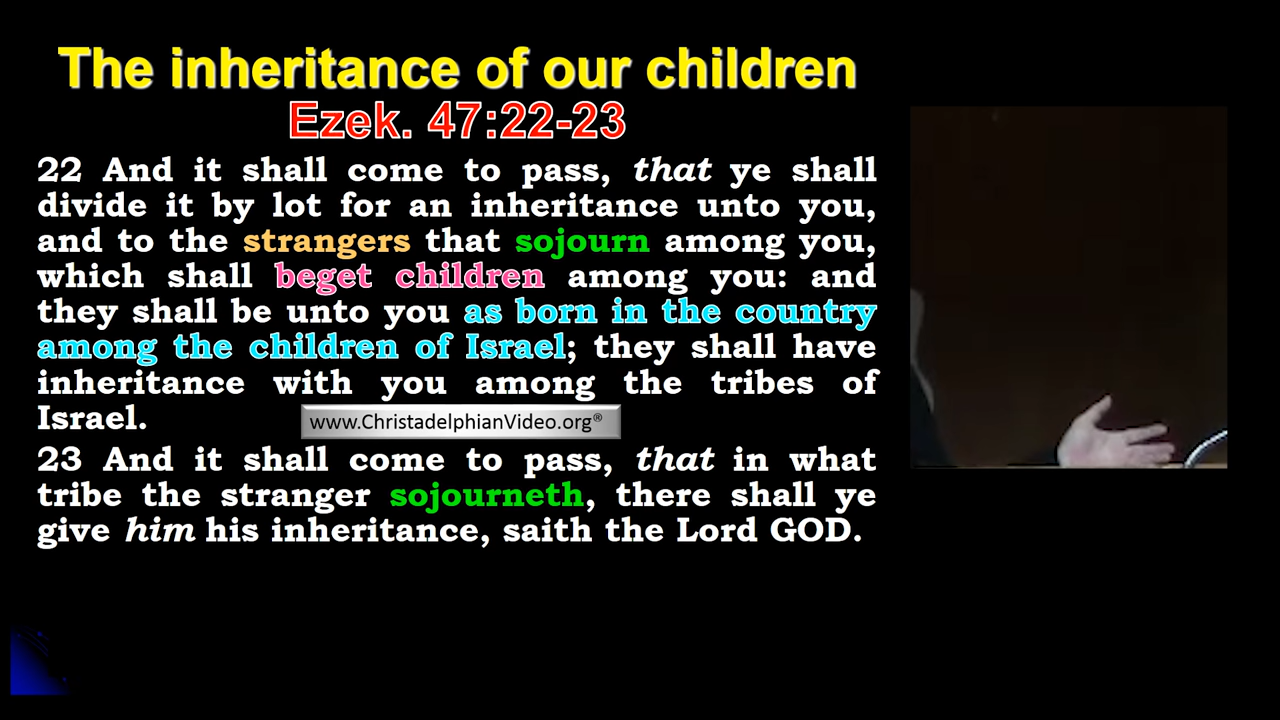 The inheritance of our children
Ezek. 47:22-23
22 And it shall come to pass, that ye shall
divide it by lot for an inheritance unto you,
and to the strangers that sojourn among you,
which shall beget children among you: and
they shall be unto you as born in the country
among the children of Israel; they shall have
inheritance with you among the tribes of
Israel.
www.ChristadelphianVideo.org®
23 And it shall come to pass, that in what
tribe the stranger sojourneth, there shall ye
give him his inheritance, saith the Lord GOD.